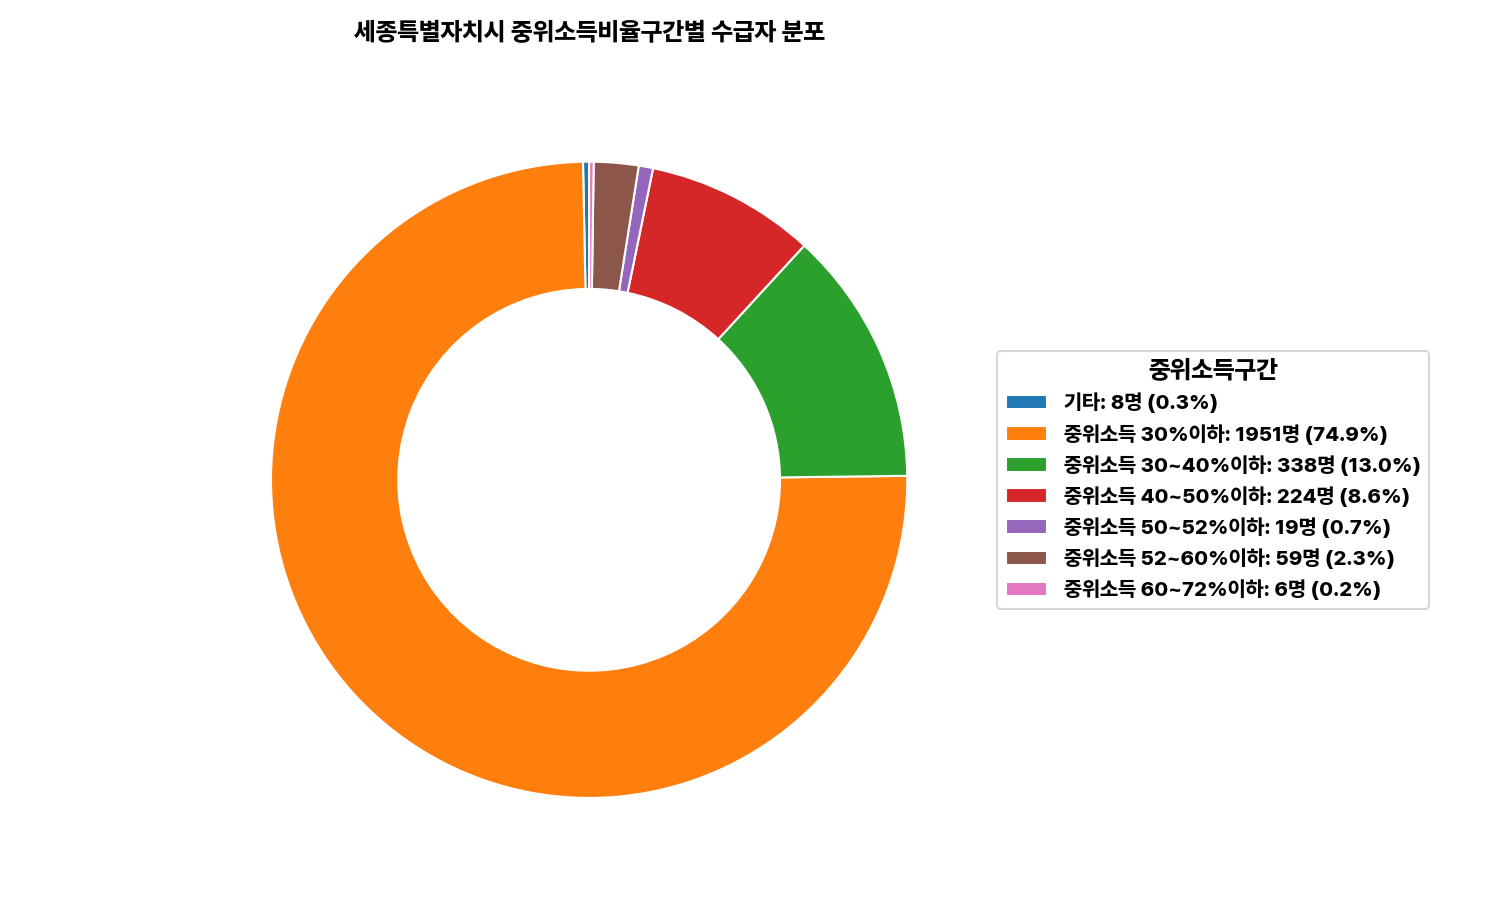 세종특별자치시 중위소득비율구간별 수급자 분포
중위소득구간
기타: 8명 (0.3%)
중위소득 30%이하: 1951명 (74.9%)
중위소득 30~40%이하: 338명 (13.0%)
중위소득 40~50%이하: 224명 (8.6%)
중위소득 50~52%이하: 19명 (0.7%)
중위소득 52~60%이하: 59명 (2.3%)
중위소득 60~72%이하: 6명 (0.2%)